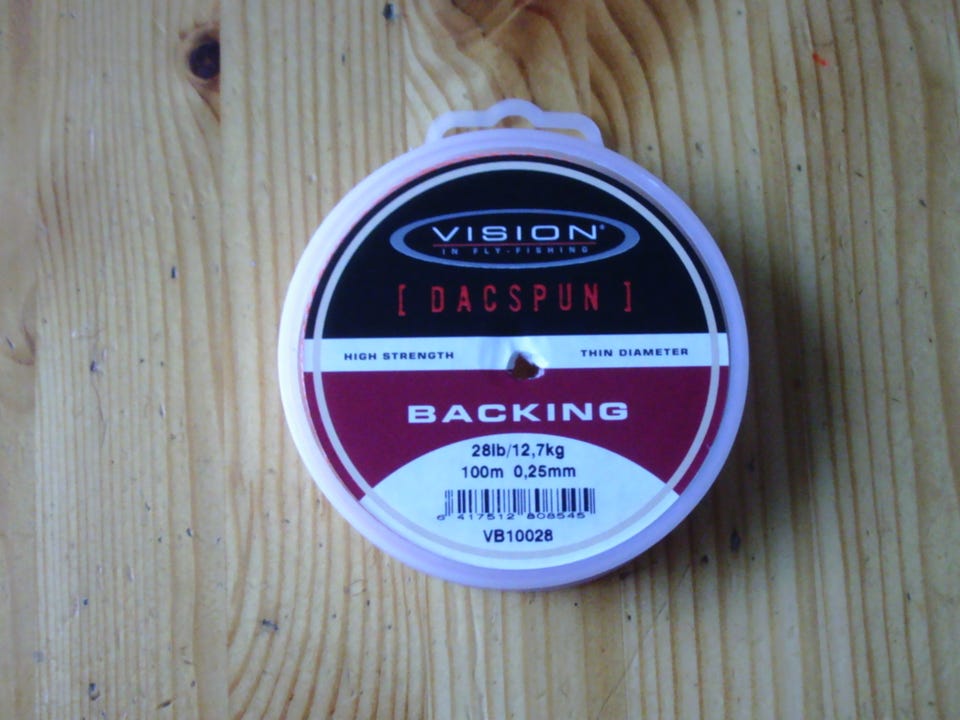 VISION®
IN FLY-FISHING
[ DACSPUN ]
HIGH STRENGTH THIN DIAMETER
BACKING
28lb/12,7kg
100m 0,25mm
6 417512 808545
VB10028